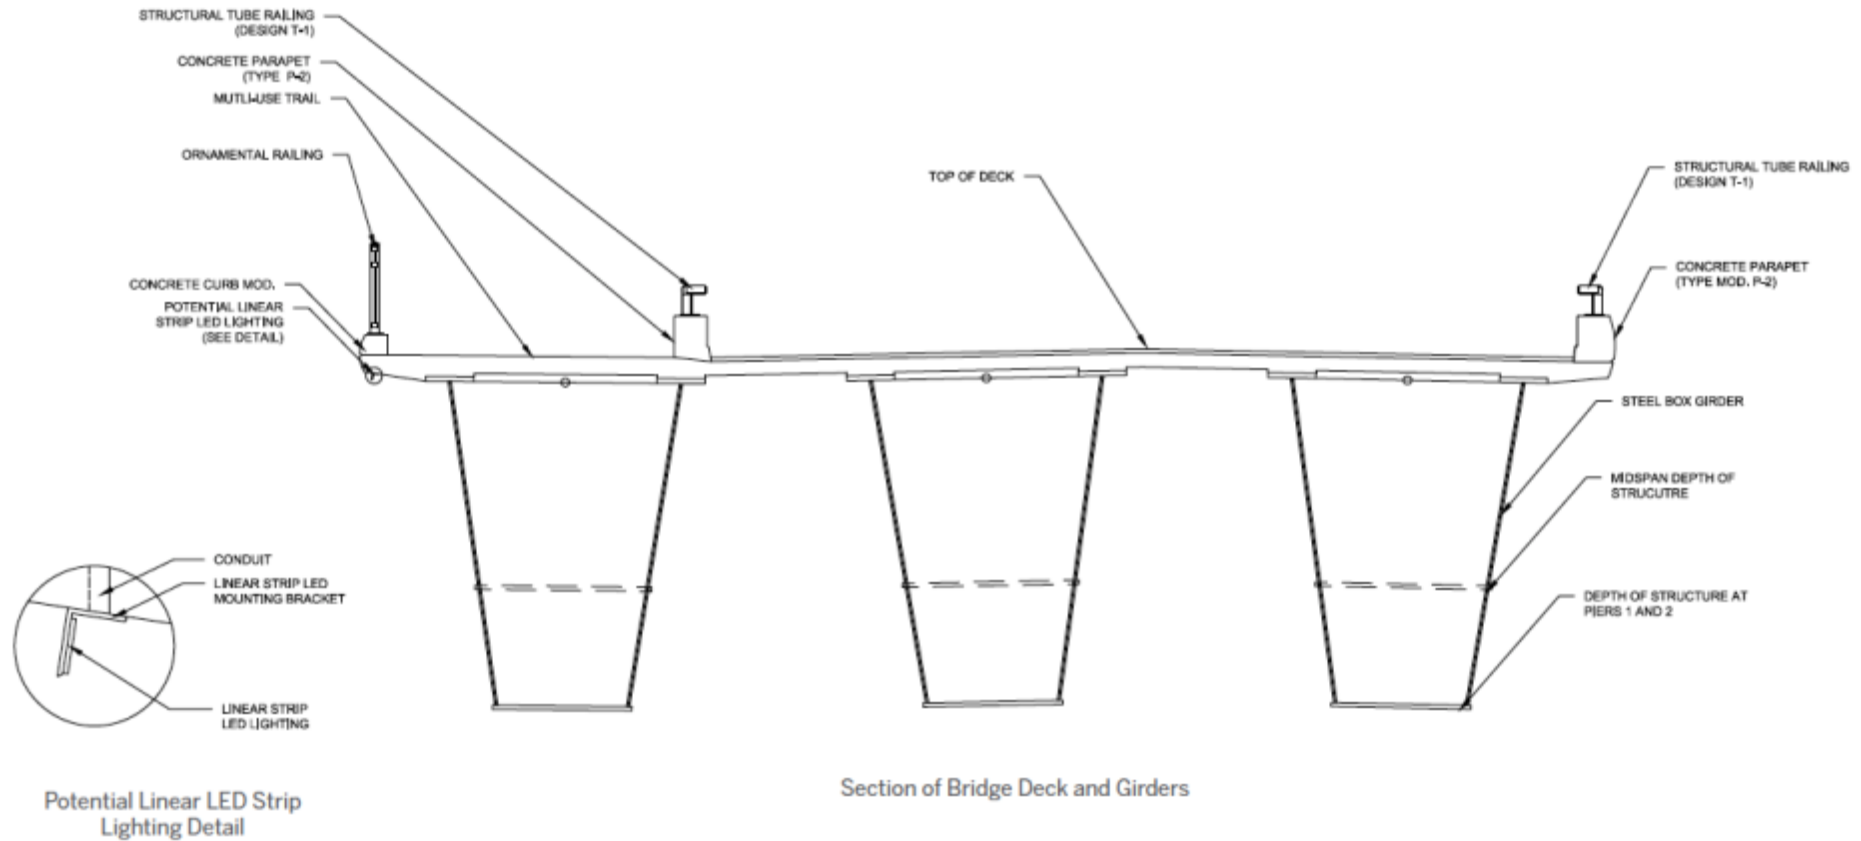 STRUCTURAL TUBE RAILING
(DESIGN T-1)
CONCRETE PARAPET
(TYPE P-2)
MUTLI-USE TRAIL
ORNAMENTAL RAILING
CONCRETE CURB MOD.
POTENTIAL LINEAR
STRIP LED LIGHTING
(SEE DETAIL)
TOP OF DECK
STRUCTURAL TUBE RAILING
(DESIGN T-1)
CONCRETE PARAPET
(TYPE MOD. P-2)
STEEL BOX GIRDER
MIDSPAN DEPTH OF
STRUCUTRE
DEPTH OF STRUCTURE AT
PIERS 1 AND 2
CONDUIT
LINEAR STRIP LED
MOUNTING BRACKET
LINEAR STRIP
LED LIGHTING
Potential Linear LED Strip
Lighting Detail
Section of Bridge Deck and Girders